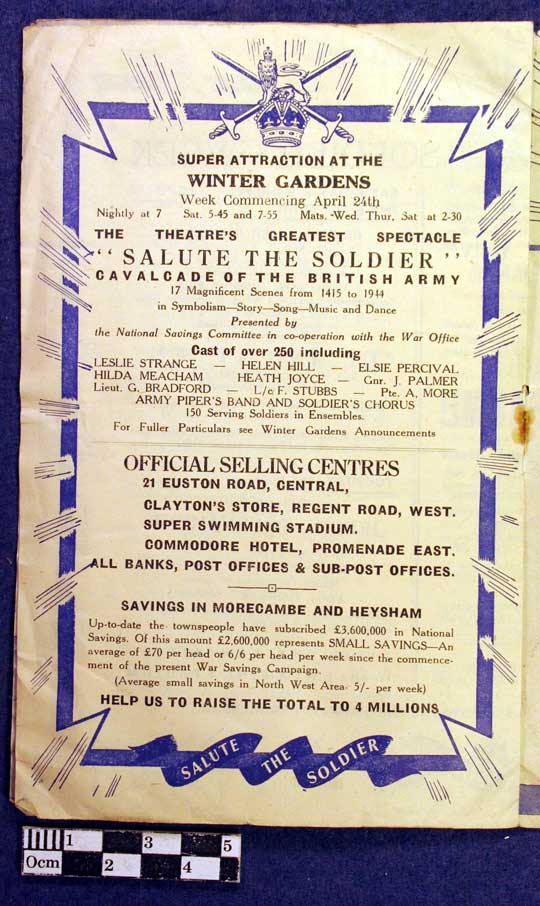 SUPER ATTRACTION AT THE
WINTER GARDENS
Week Commencing April 24th
Nightly at 7 Sat. 5-45 and 7-55 Mats. -Wed. Thur, Sat at 2-30
THE THEATRE'S GREATEST SPECTACLE
"SALUTE THE SOLDIER"
CAVALCADE OF THE BRITISH ARMY
17 Magnificent Scenes from 1415 to 1944
in Symbolism—Story—Song—Music and Dance
Presented by
the National Savings Committee in co-operation with the War Office
Cast of over 250 including
LESLIE STRANGE — HELEN HILL — ELSIE PERCIVAL
HILDA MEACHAM HEATH JOYCE — Gnr. J. PALMER
Lieut. G. BRADFORD — L/c F. STUBBS — Pte. A, MORE
ARMY PIPER'S BAND AND SOLDIER'S CHORUS
150 Serving Soldiers in Ensembles.
For Fuller Particulars see Winter Gardens Announcements
OFFICIAL SELLING CENTRES
21 EUSTON ROAD, CENTRAL,
CLAYTON'S STORE, REGENT ROAD, WEST.
SUPER SWIMMING STADIUM.
COMMODORE HOTEL, PROMENADE EAST.
ALL BANKS, POST OFFICES & SUB-POST OFFICES.
SAVINGS IN MORECAMBE AND HEYSHAM
Up-to-date the townspeople have subscribed £3,600,000 in National
Savings. Of this amount £2,600,000 represents SMALL SAVINGS—An
average of £70 per head or 6/6 per head per week since the commence-
ment of the present War Savings Campaign.
(Average small savings in North West Area- 5/- per week)
HELP US TO RAISE THE TOTAL TO 4 MILLIONS
SALUTE THE SOLDIER
0cm 1 2 3 4 5